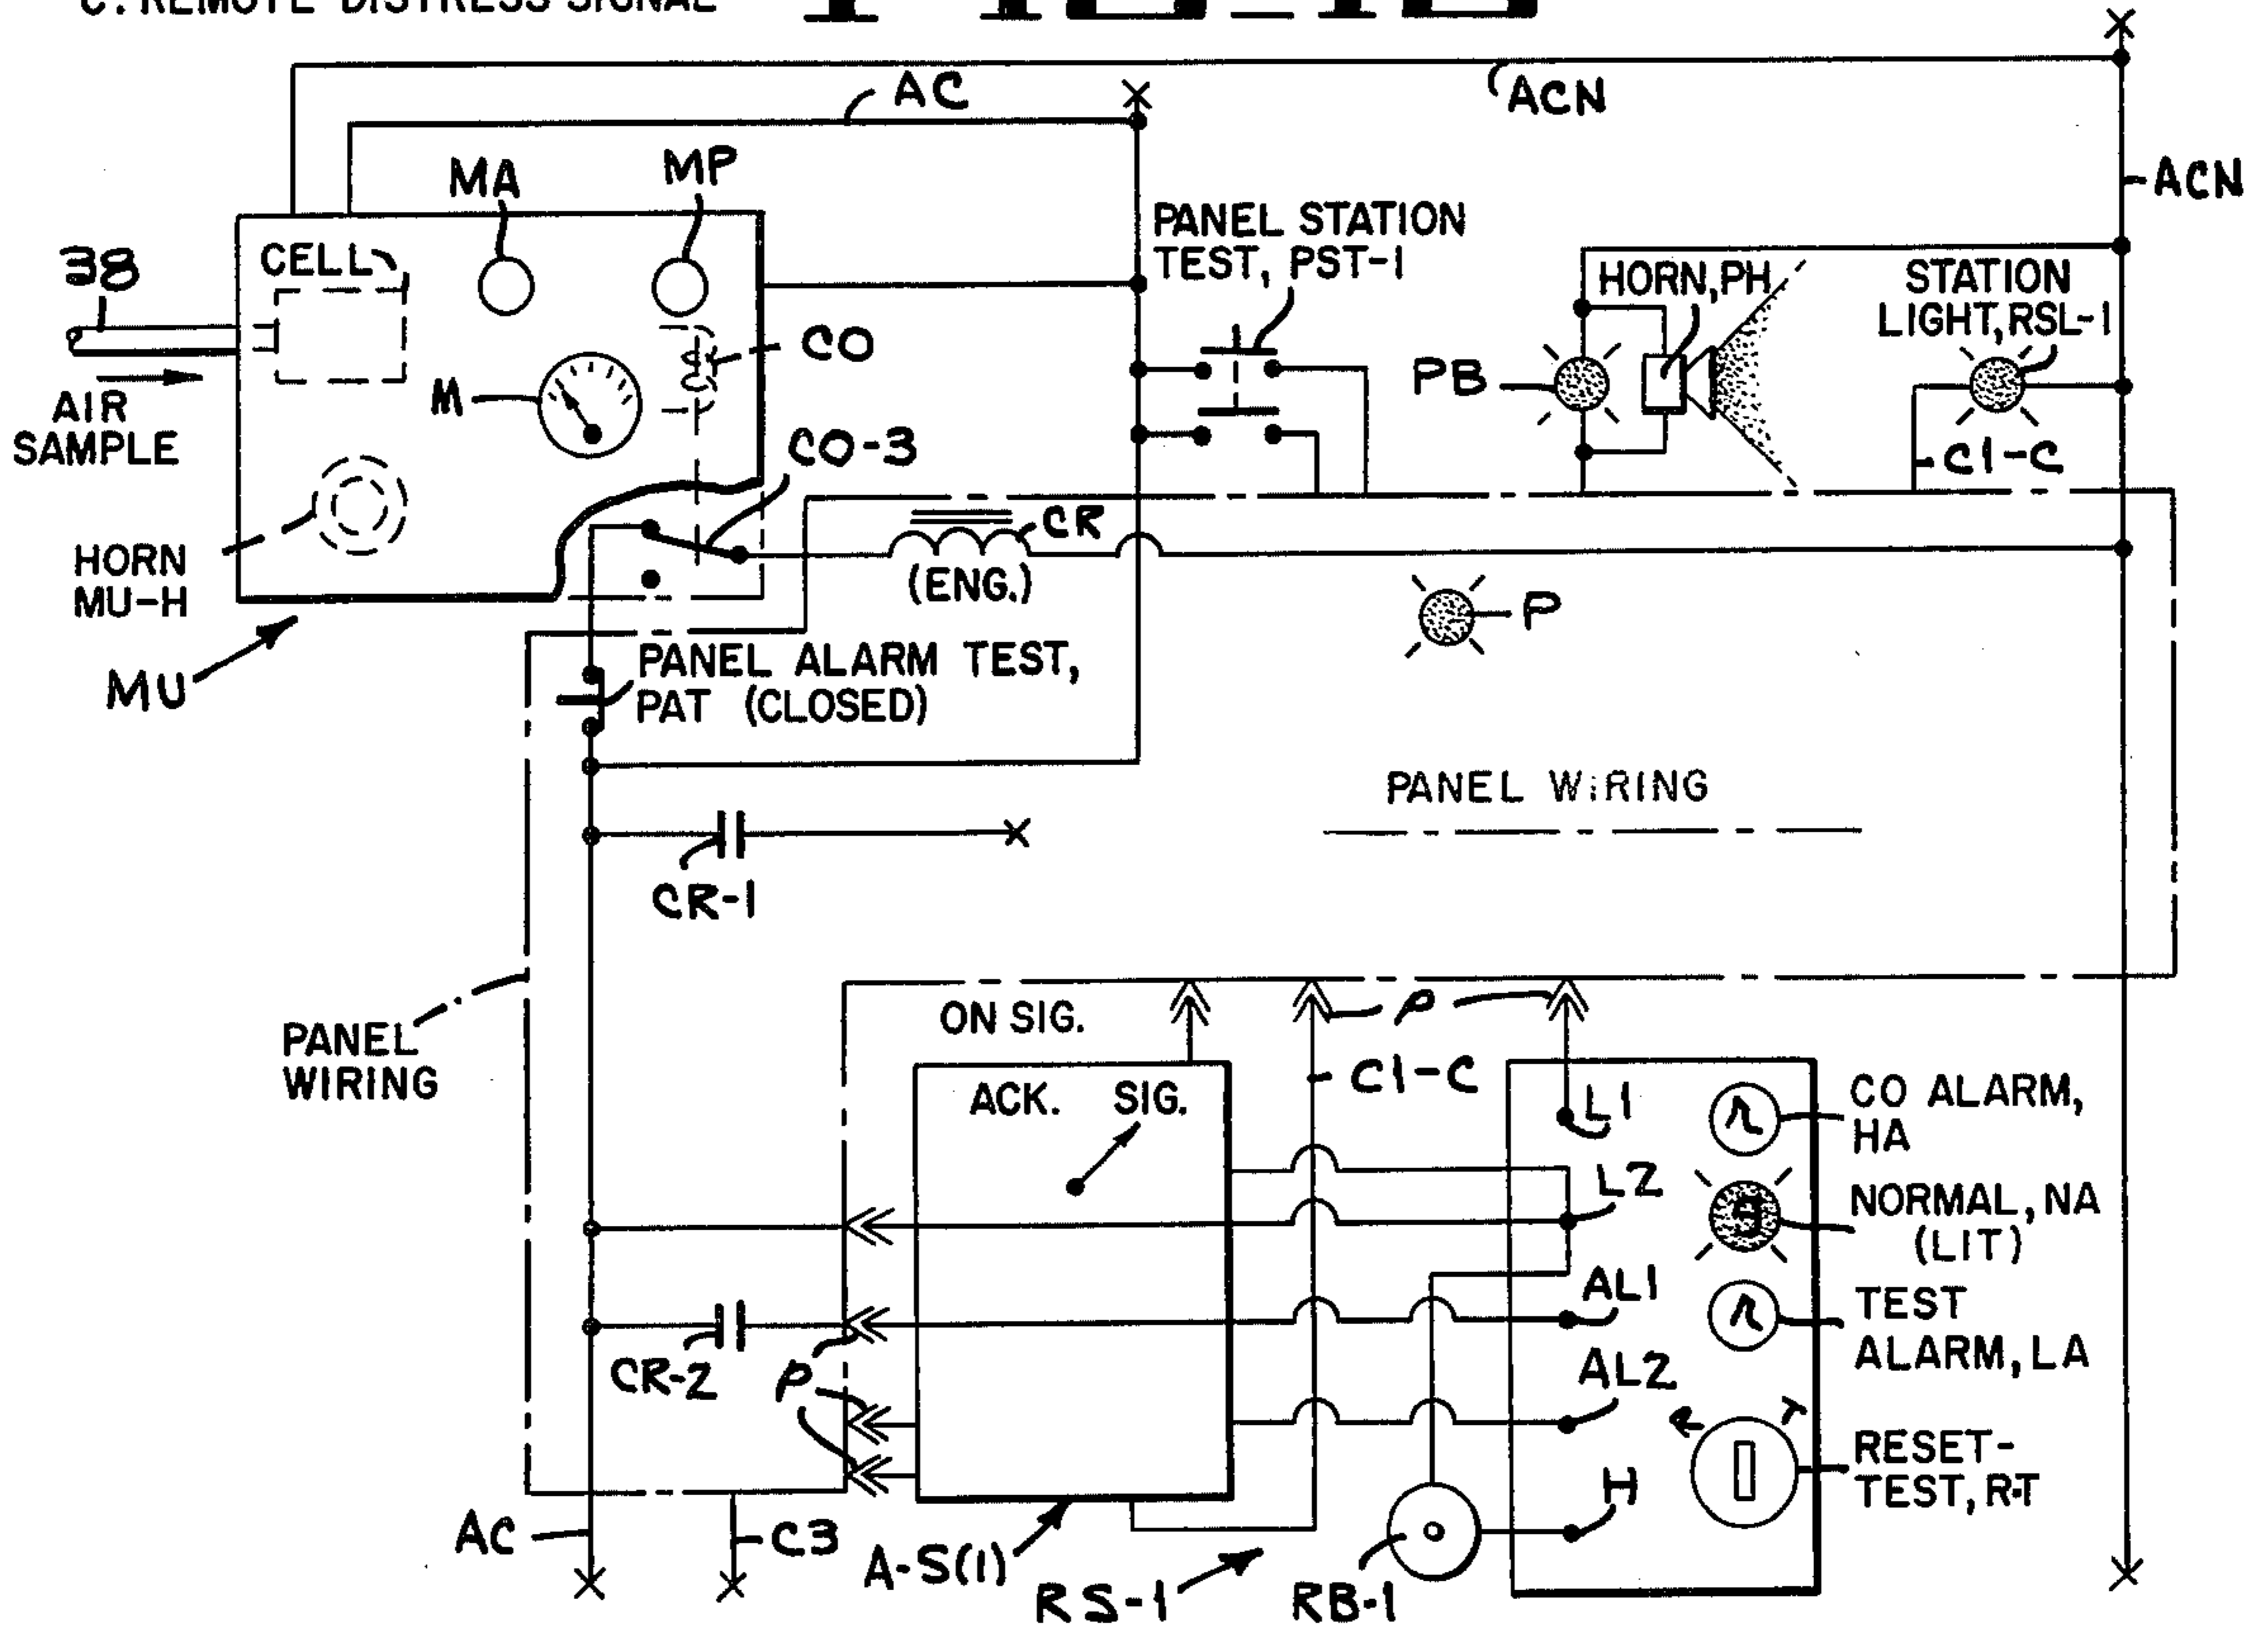 C. REMOTE DISTRESS SIGNAL
AC
ACN
ACN
MA
MP
PANEL STATION
TEST, PST-1
38
CELL
HORN, PH
STATION
LIGHT, RSL-1
CO
PB
M
AIR
SAMPLE
CO-3
C1-C
CR
HORN
MU-H
(ENG.)
P
MU
PANEL ALARM TEST,
PAT (CLOSED)
PANEL WIRING
CR-1
PANEL
WIRING
ON SIG.
P
C1-C
ACK. SIG.
L1
CO ALARM,
HA
R
L2
NORMAL, NA
(LIT)
AL1
TEST
ALARM, LA
R
CR-2
P
AL2
R T
RESET-
TEST, R-T
H
AC
C3
A-S(1)
RS-1
RB-1